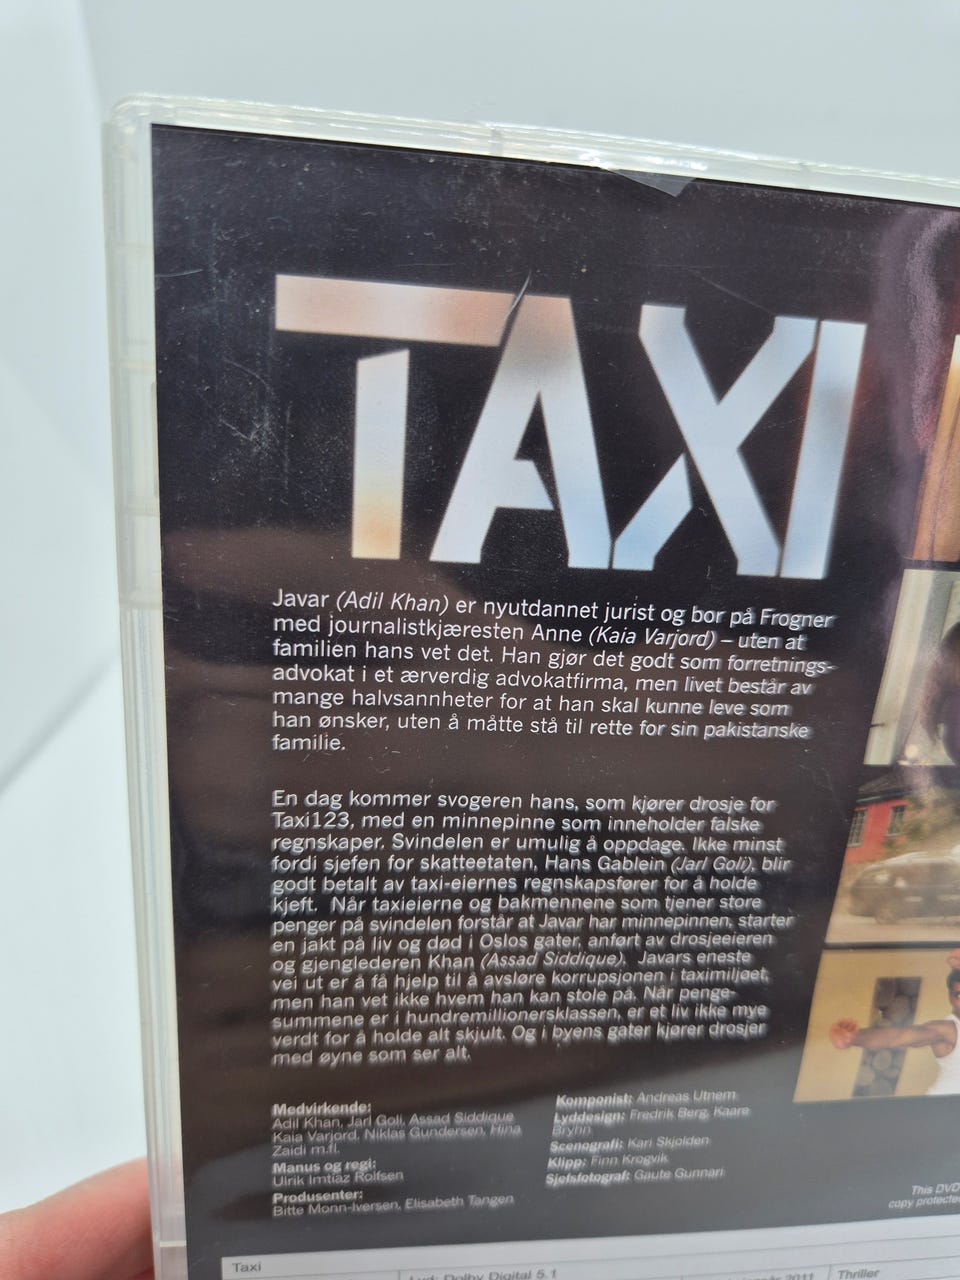 TAXI
Javar (Adil Khan) er nyutdannet jurist og bor på Frogner
med journalistkjæresten Anne (Kaia Varjord) – uten at
familien hans vet det. Han gjør det godt som forretnings-
advokat i et ærverdig advokatfirma, men livet består av
mange halvsannheter for at han skal kunne leve som
han ønsker, uten å måtte stå til rette for sin pakistanske
familie.
En dag kommer svogeren hans, som kjører drosje for
Taxi123, med en minnepinne som inneholder falske
regnskaper. Svindelen er umulig å oppdage. Ikke minst
fordi sjefen for skatteetaten, Hans Gablein (Jarl Goli), blir
godt betalt av taxi-eiernes regnskapsfører for å holde
kjeft. Når taxieierne og bakmennene som tjener store
penger på svindelen forstår at Javar har minnepinnen, starter
en jakt på liv og død i Oslos gater, anført av drosjeeieren
og gjenglederen Khan (Assad Siddique). Javars eneste
vei ut er å få hjelp til å avsløre korrupsjonen i taximiljøet,
men han vet ikke hvem han kan stole på. Når penge-
summene er i hundremillionersklassen, er et liv ikke mye
verdt for å holde alt skjult. Og i byens gater kjører drosjer
med øyne som ser alt.
Medvirkende:
Adil Khan, Jarl Goli, Assad Siddique,
Kaia Varjord, Niklas Gundersen, Hina
Zaidi m.fl.
Manus og regi:
Ulrik Imtiaz Rolfsen
Produsenter:
Bitte Monn-Iversen, Elisabeth Tangen
Komponist: Andreas Utnem
Lyddesign: Fredrik Berg, Kaare
Bryhn
Scenografi: Kari Skjolden
Klipp: Finn Krogvik
Sjefsfotograf: Gaute Gunnari
This DVD
copy protected
Taxi
Lyd: Dolby Digital 5.1
2011
Thriller